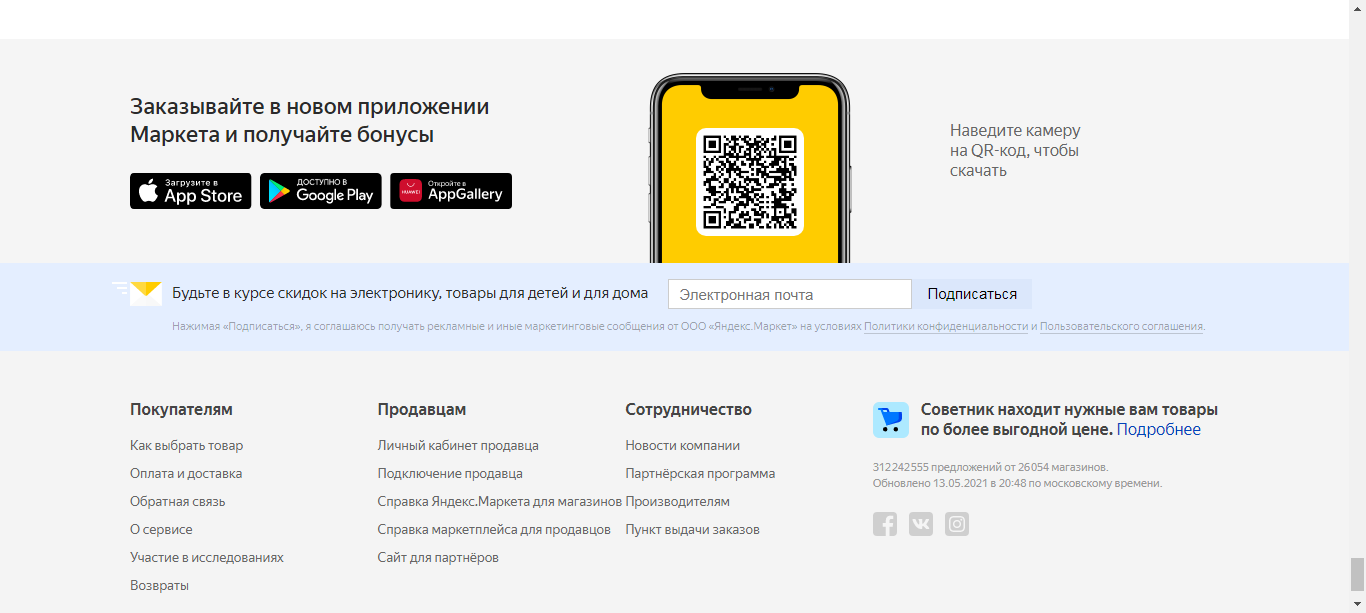 Заказывайте в новом приложении
Маркета и получайте бонусы
Загрузите в
App Store
ДОСТУПНО В
Google Play
HUAWEI
Откройте в
AppGallery
Наведите камеру
на QR-код, чтобы
скачать
Будьте в курсе скидок на электронику, товары для детей и для дома
Электронная почта
Подписаться
Нажимая «Подписаться», я соглашаюсь получать рекламные и иные маркетинговые сообщения от ООО «Яндекс.Маркет» на условиях Политики конфиденциальности и Пользовательского соглашения.
Покупателям
Как выбрать товар
Оплата и доставка
Обратная связь
О сервисе
Участие в исследованиях
Возвраты
Продавцам
Личный кабинет продавца
Подключение продавца
Справка Яндекс.Маркета для магазинов
Справка маркетплейса для продавцов
Сайт для партнёров
Сотрудничество
Новости компании
Партнёрская программа
Производителям
Пункт выдачи заказов
Советник находит нужные вам товары
по более выгодной цене. Подробнее
312 242 555 предложений от 26 054 магазинов.
Обновлено 13.05.2021 в 20:48 по московскому времени.